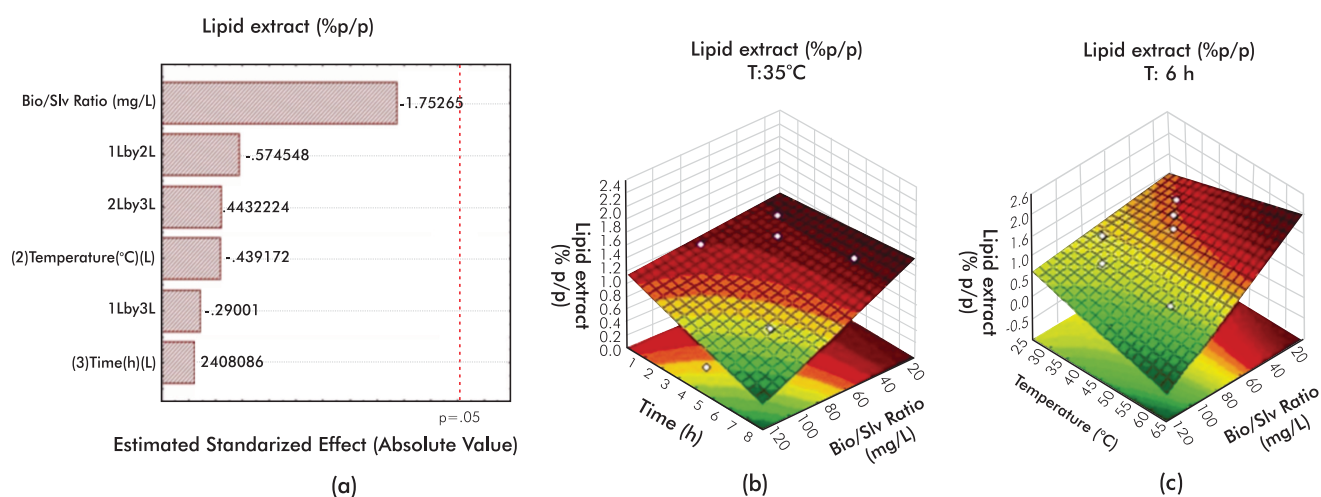 Lipid extract (%p/p)
Bio/Slv Ratio (mg/L)
-1.75265
1Lby2L
-.574548
2Lby3L
.4432224
(2)Temperature(°C)(L)
-.439172
1Lby3L
-.29001
(3)Time(h)(L)
2408086
p=.05
Estimated Standarized Effect (Absolute Value)
(a)
Lipid extract (%p/p)
T:35°C
2.4
2.2
2.0
1.8
1.6
1.4
1.2
1.0
0.8
0.6
0.4
0.2
0.0
Lipid extract
(% p/p)
1
2
3
4
5
6
7
8
Time (h)
120
100
80
60
40
20
Bio/Slv Ratio
(mg/L)
(b)
Lipid extract (%p/p)
T: 6 h
2.6
2.0
1.6
1.0
0.5
0.0
-0.5
Lipid extract
(% p/p)
25
30
35
40
45
50
55
60
65
Temperature (°C)
120
100
80
60
40
20
Bio/Slv Ratio
(mg/L)
(c)